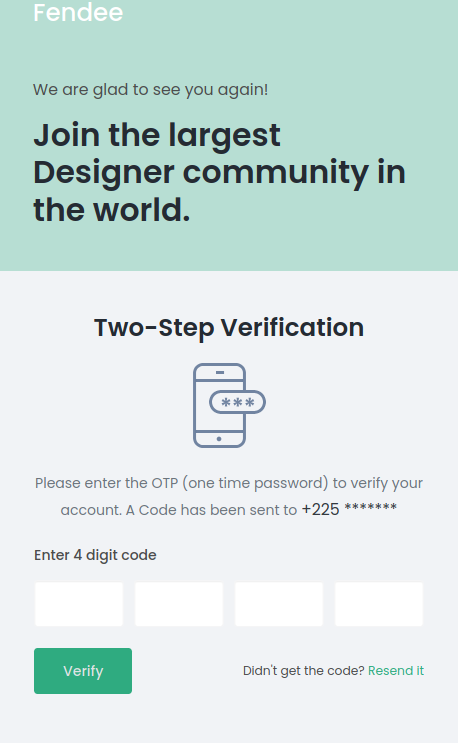 Fendee
We are glad to see you again!
Join the largest
Designer community in
the world.
Two-Step Verification
***
Please enter the OTP (one time password) to verify your
account. A Code has been sent to +225 *******
Enter 4 digit code
Verify
Didn't get the code? Resend it